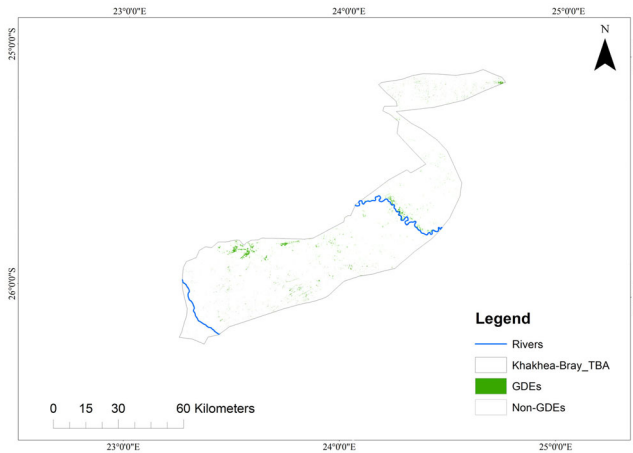 23°0'0"E 24°0'0"E 25°0'0"E
25°0'0"S
N
26°0'0"S
Legend
Rivers
Khakhea-Bray_TBA
GDEs
Non-GDEs
0 15 30 60 Kilometers
23°0'0"E 24°0'0"E 25°0'0"E